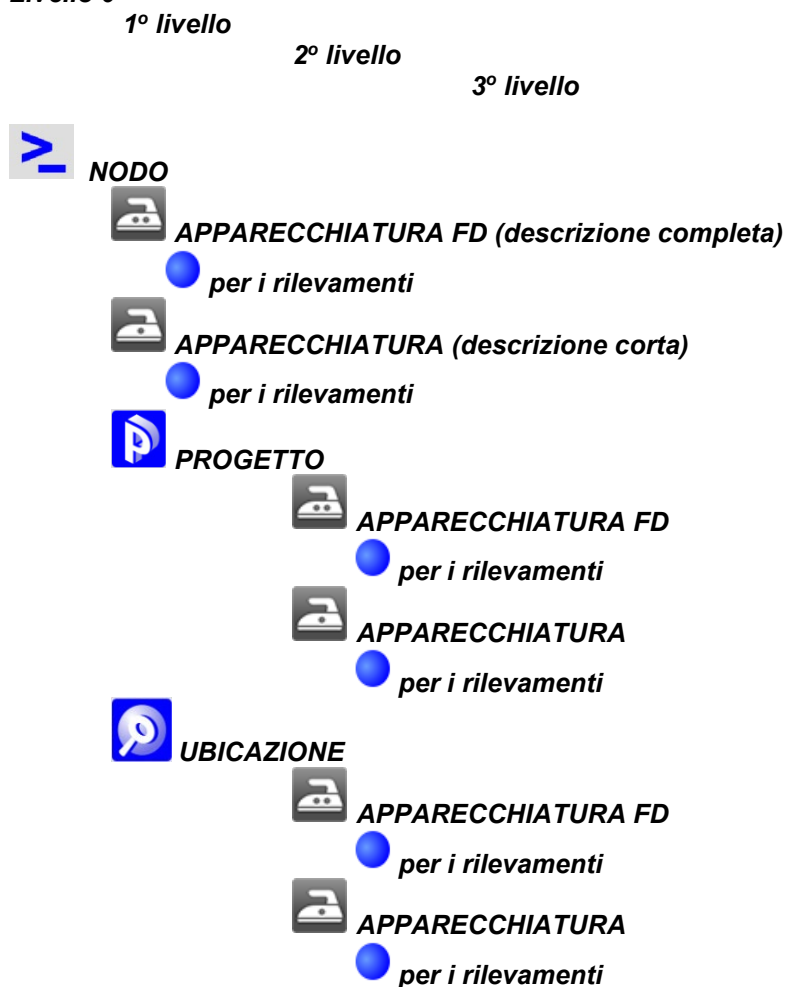 1º livello
2º livello
3º livello
>_ NODO
APPARECCHIATURA FD (descrizione completa)
per i rilevamenti
APPARECCHIATURA (descrizione corta)
per i rilevamenti
PROGETTO
APPARECCHIATURA FD
per i rilevamenti
APPARECCHIATURA
per i rilevamenti
UBICAZIONE
APPARECCHIATURA FD
per i rilevamenti
APPARECCHIATURA
per i rilevamenti